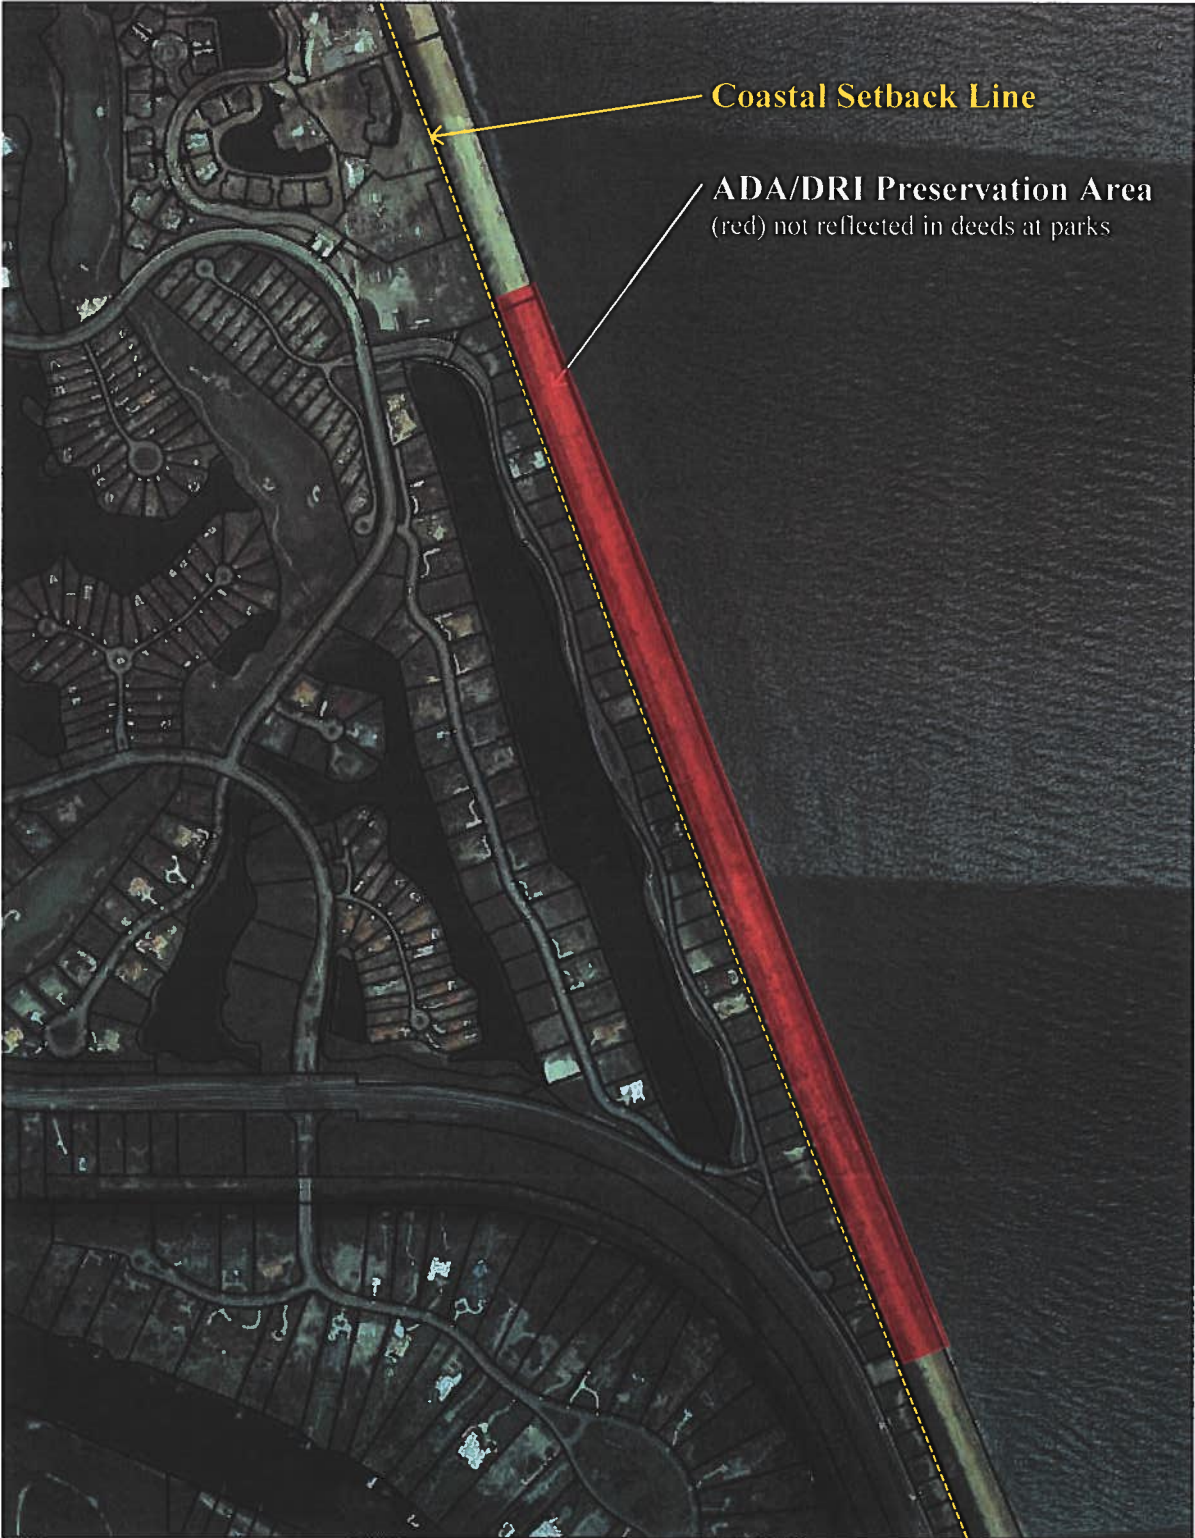 Coastal Setback Line
ADA/DRI Preservation Area
(red) not reflected in deeds at parks